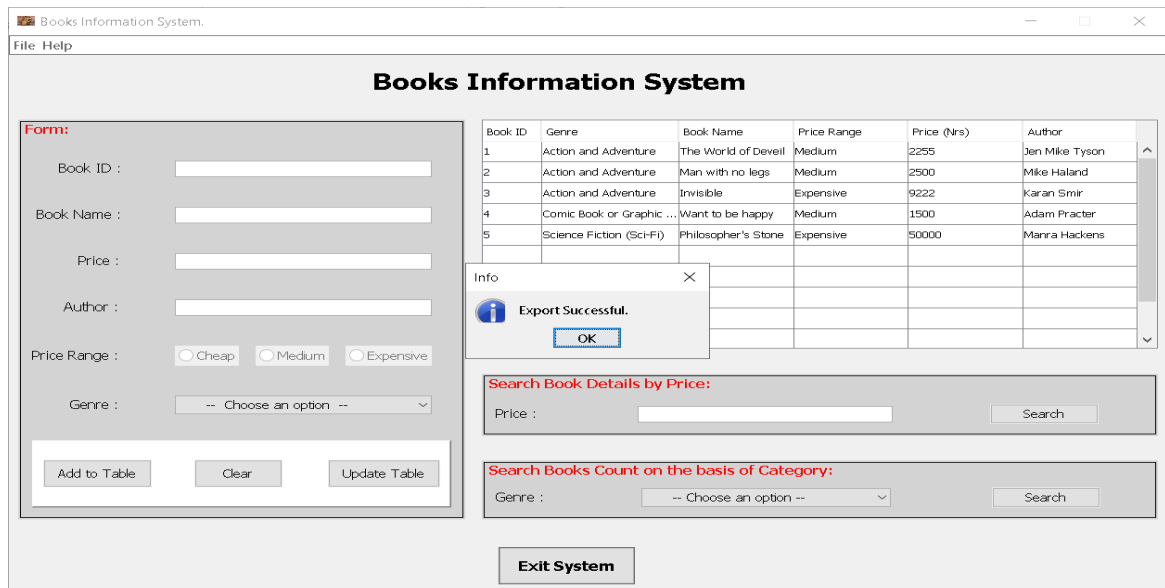 Books Information System.
File Help
Books Information System
Form:
Book ID :
Book Name :
Price :
Author :
Price Range :
Cheap Medium Expensive
Genre :
-- Choose an option --
Add to Table Clear Update Table
Book ID Genre Book Name Price Range Price (Nrs) Author
1 Action and Adventure The World of Deveil Medium 2255 Jen Mike Tyson
2 Action and Adventure Man with no legs Medium 2500 Mike Haland
3 Action and Adventure Invisible Expensive 9222 Karan Smir
4 Comic Book or Graphic ... Want to be happy Medium 1500 Adam Practer
5 Science Fiction (Sci-Fi) Philosopher's Stone Expensive 50000 Manra Hackens
Info
Export Successful.
OK
Search Book Details by Price:
Price : Search
Search Books Count on the basis of Category:
Genre : -- Choose an option -- Search
Exit System